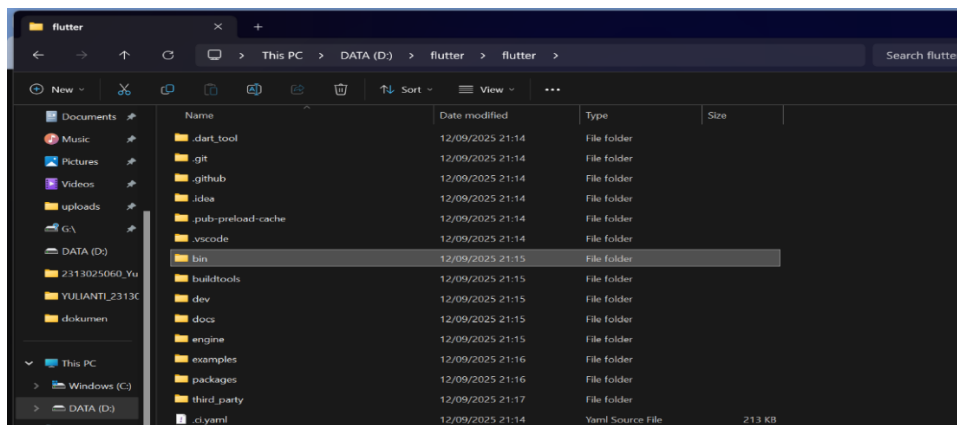 flutter
This PC > DATA (D:) > flutter > flutter >
Search flutte
New Sort View ...
Documents
Music
Pictures
Videos
uploads
G:\
DATA (D:)
2313025060_Yu
YULIANTI_2313C
dokumen
This PC
Windows (C:)
DATA (D:)
Name Date modified Type Size
.dart_tool 12/09/2025 21:14 File folder
.git 12/09/2025 21:14 File folder
.github 12/09/2025 21:14 File folder
.idea 12/09/2025 21:14 File folder
.pub-preload-cache 12/09/2025 21:14 File folder
.vscode 12/09/2025 21:14 File folder
bin 12/09/2025 21:15 File folder
buildtools 12/09/2025 21:15 File folder
dev 12/09/2025 21:15 File folder
docs 12/09/2025 21:15 File folder
engine 12/09/2025 21:15 File folder
examples 12/09/2025 21:16 File folder
packages 12/09/2025 21:16 File folder
third_party 12/09/2025 21:17 File folder
.ci.yaml 12/09/2025 21:14 Yaml Source File 213 KB